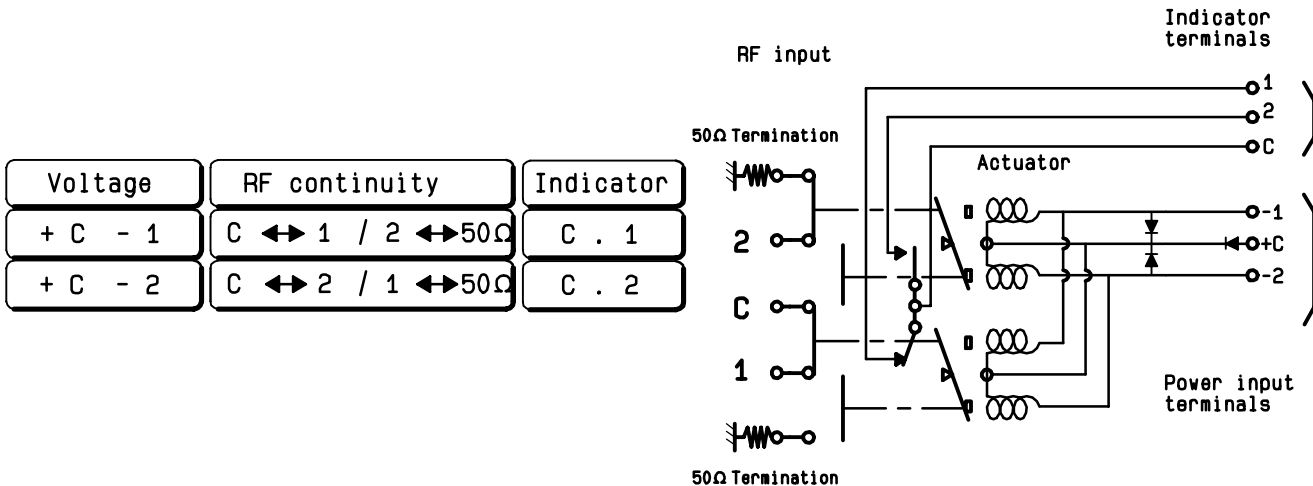 Voltage RF continuity Indicator
+ C - 1 C ↔ 1 / 2 ↔ 50Ω C . 1
+ C - 2 C ↔ 2 / 1 ↔ 50Ω C . 2
RF input
Indicator
terminals
1
2
C
50Ω Termination
Actuator
2
C
1
-1
+C
-2
Power input
terminals
50Ω Termination